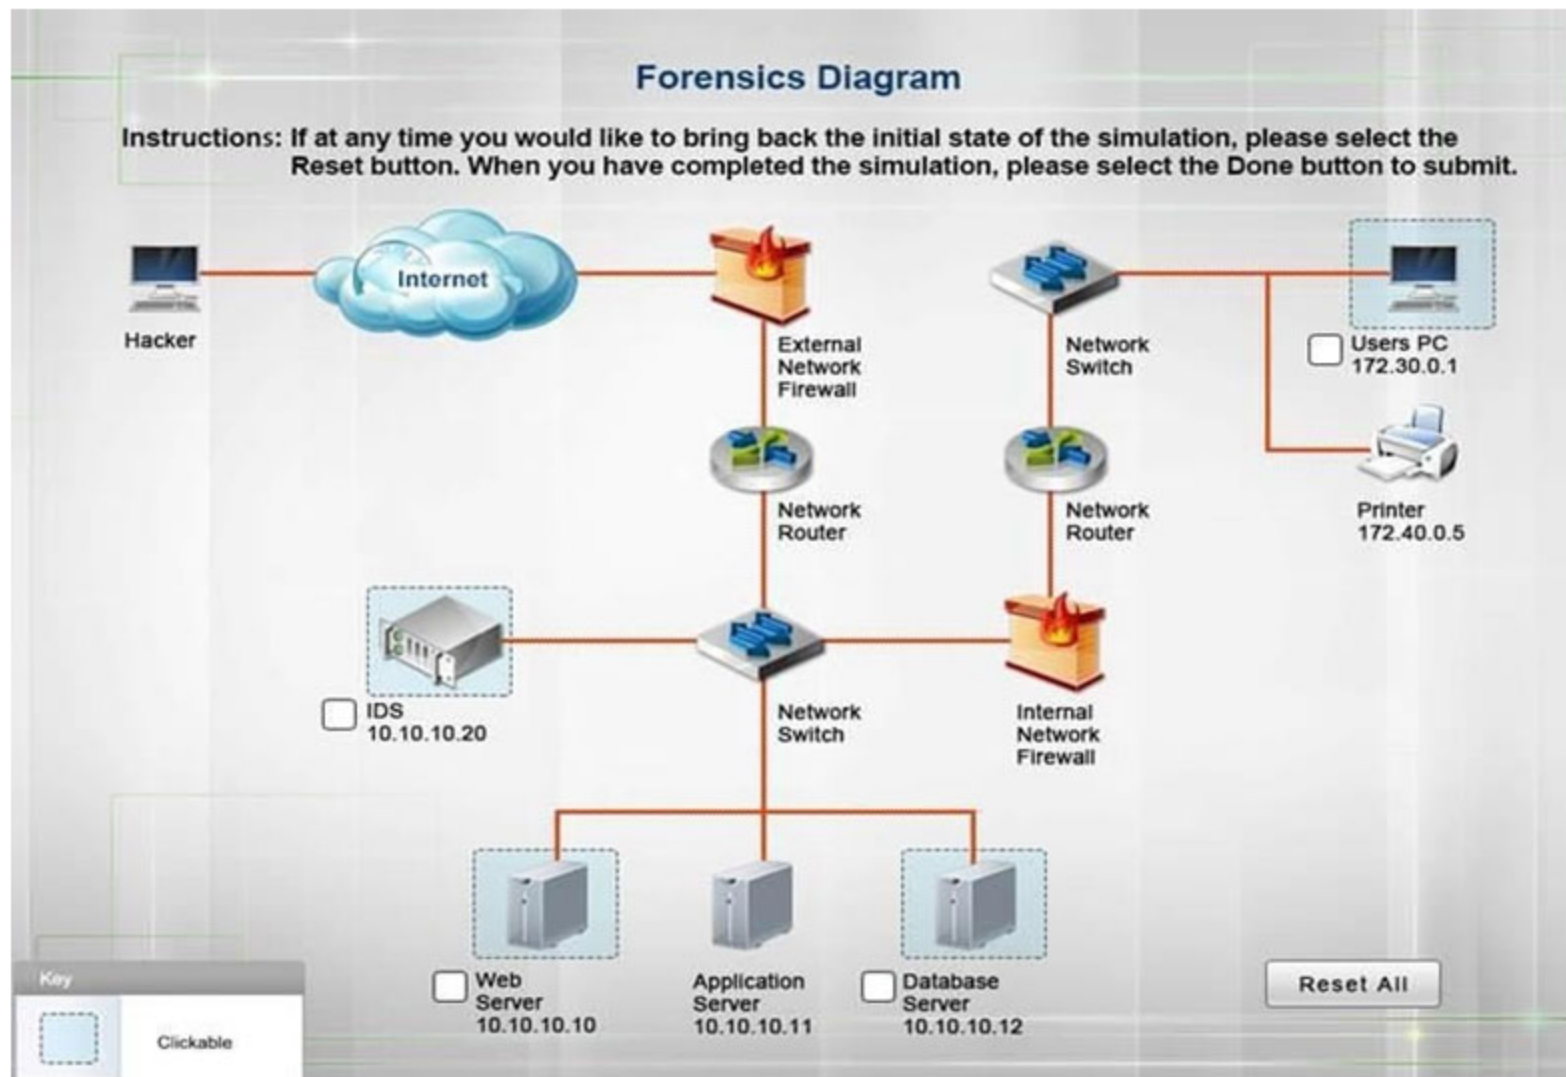 Forensics Diagram
Instructions: If at any time you would like to bring back the initial state of the simulation, please select the
Reset button. When you have completed the simulation, please select the Done button to submit.
Hacker
Internet
External
Network
Firewall
Network
Switch
Users PC
172.30.0.1
Network
Router
Network
Router
Printer
172.40.0.5
IDS
10.10.10.20
Network
Switch
Internal
Network
Firewall
Web
Server
10.10.10.10
Application
Server
10.10.10.11
Database
Server
10.10.10.12
Reset All
Key
Clickable